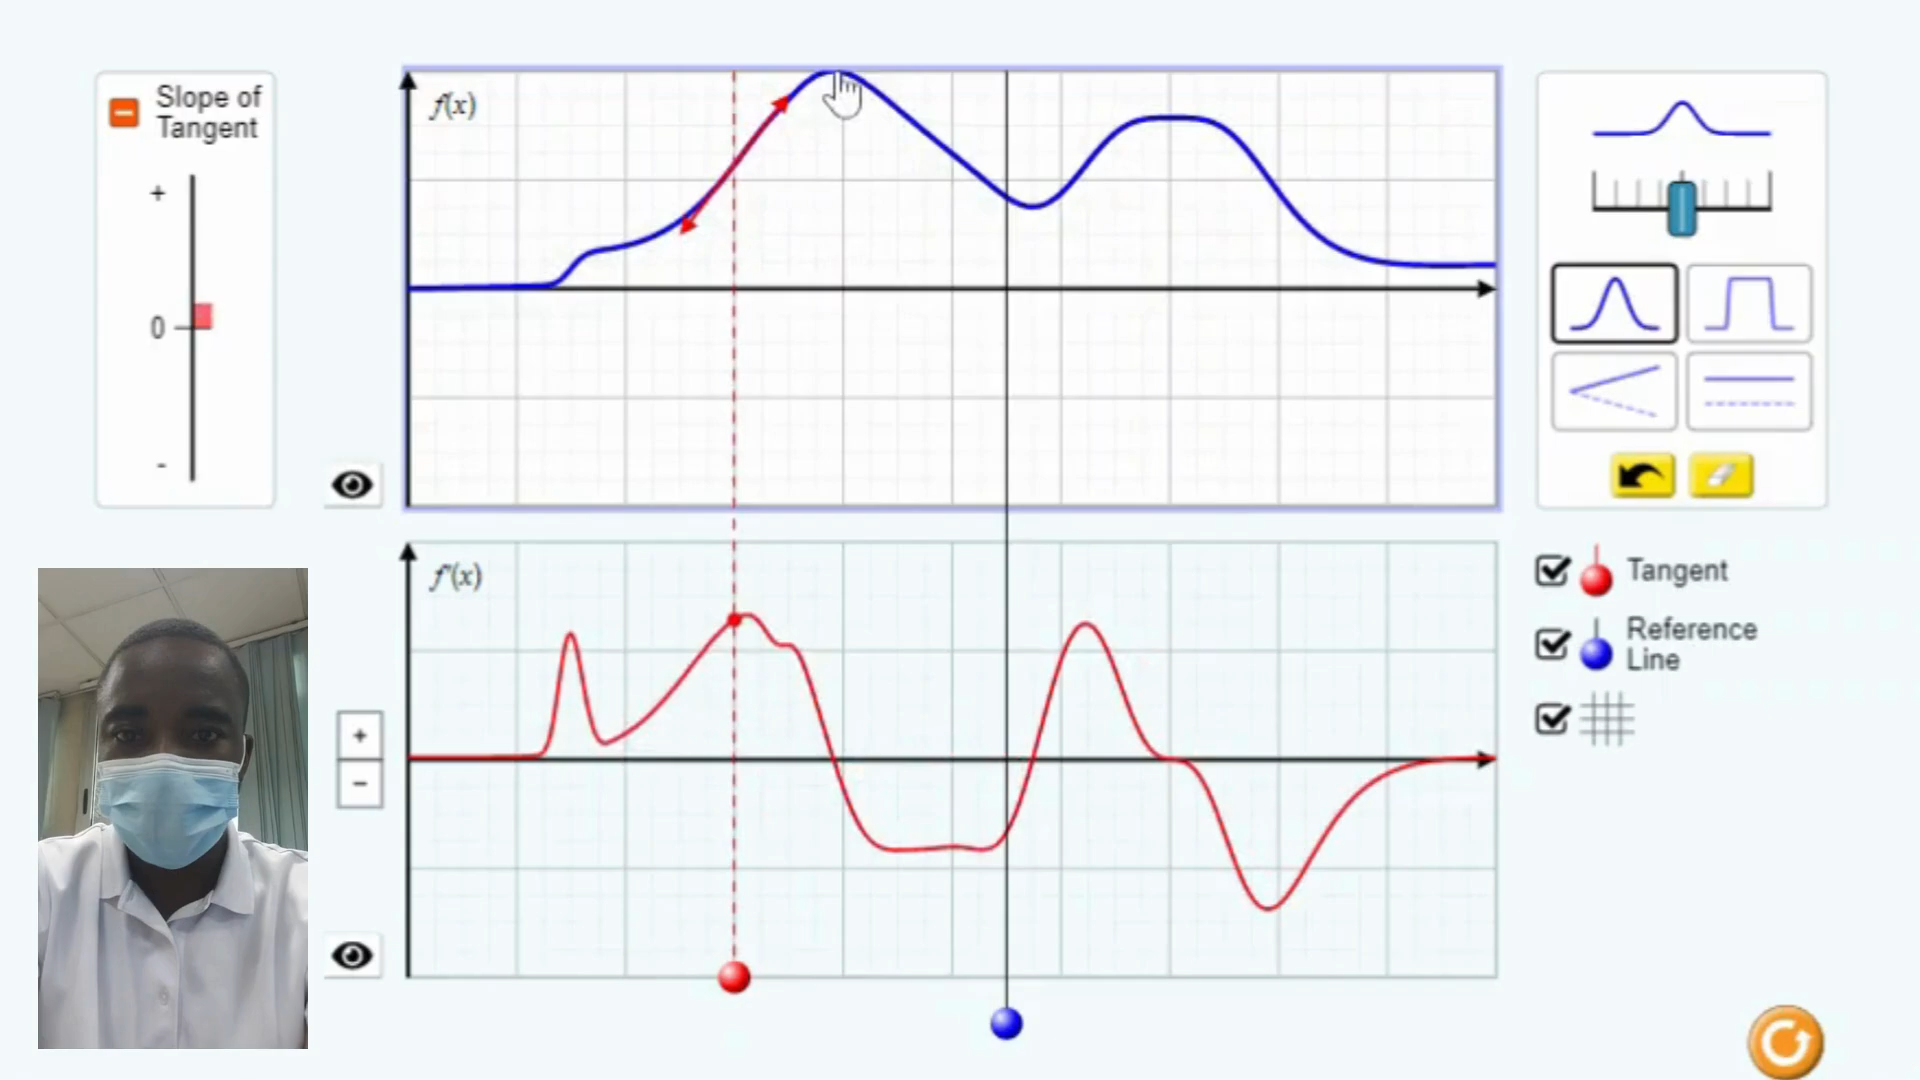 Slope of
Tangent
+
0
-
f(x)
f'(x)
+
−
Tangent
Reference
Line